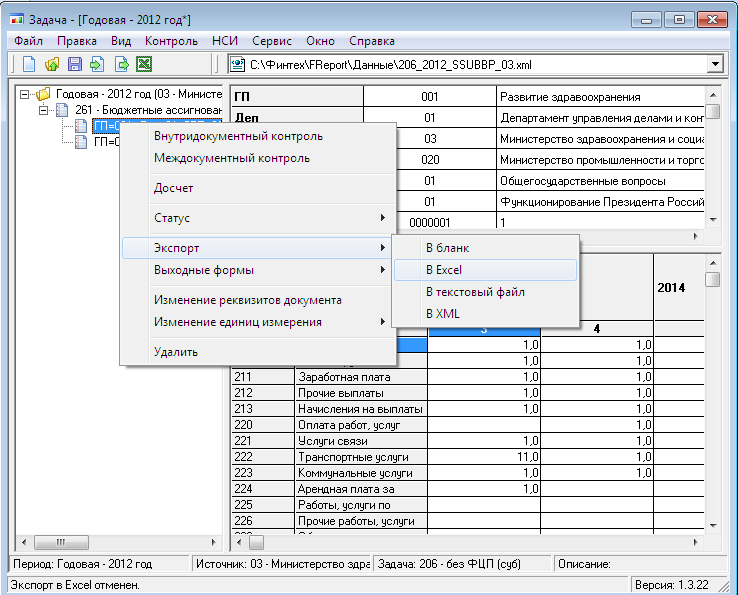 Задача - [Годовая - 2012 год*]
Файл Правка Вид Контроль НСИ Сервис Окно Справка
C:\Финтех\FReport\Данные\206_2012_SSUBBP_03.xml
Годовая - 2012 год (03 - Министе
261 - Бюджетные ассигнован
ГП=0
ГП=0
Внутридокументный контроль
Междокументный контроль
Досчет
Статус
Экспорт
Выходные формы
Изменение реквизитов документа
Изменение единиц измерения
Удалить
В бланк
В Excel
В текстовый файл
В XML
ГП 001 Развитие здравоохранения
Деп 01 Департамент управления делами и кон
03 Министерство здравоохранения и социа
020 Министерство промышленности и торго
01 Общегосударственные вопросы
01 Функционирование Президента Россий
0000001 1
2014
3 4
1,0 1,0
1,0 1,0
211 Заработная плата 1,0 1,0
212 Прочие выплаты 1,0 1,0
213 Начисления на выплаты 1,0 1,0
220 Оплата работ, услуг 1,0
221 Услуги связи 1,0 1,0
222 Транспортные услуги 11,0 1,0
223 Коммунальные услуги 1,0 1,0
224 Арендная плата за 1,0
225 Работы, услуги по
226 Прочие работы, услуги
Период: Годовая - 2012 год Источник: 03 - Министерство здра Задача: 206 - без ФЦП (суб) Описание:
Экспорт в Excel отменен. Версия: 1.3.22